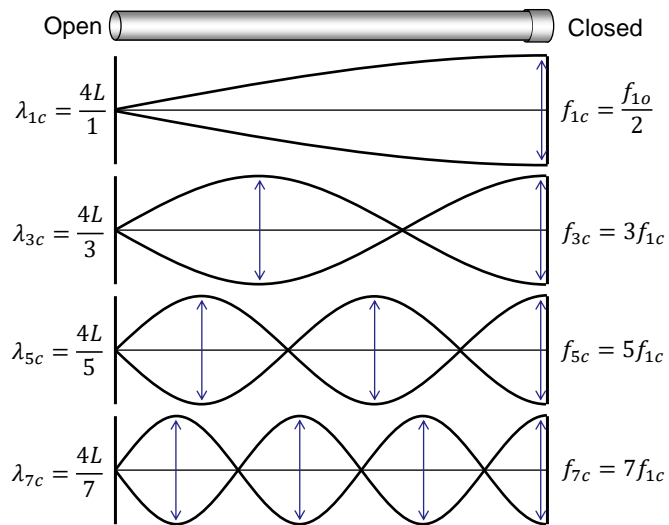 Open Closed
λ₁c = 4L/1 f₁c = f₁ₒ/2
λ₃c = 4L/3 f₃c = 3f₁c
λ₅c = 4L/5 f₅c = 5f₁c
λ₇c = 4L/7 f₇c = 7f₁c